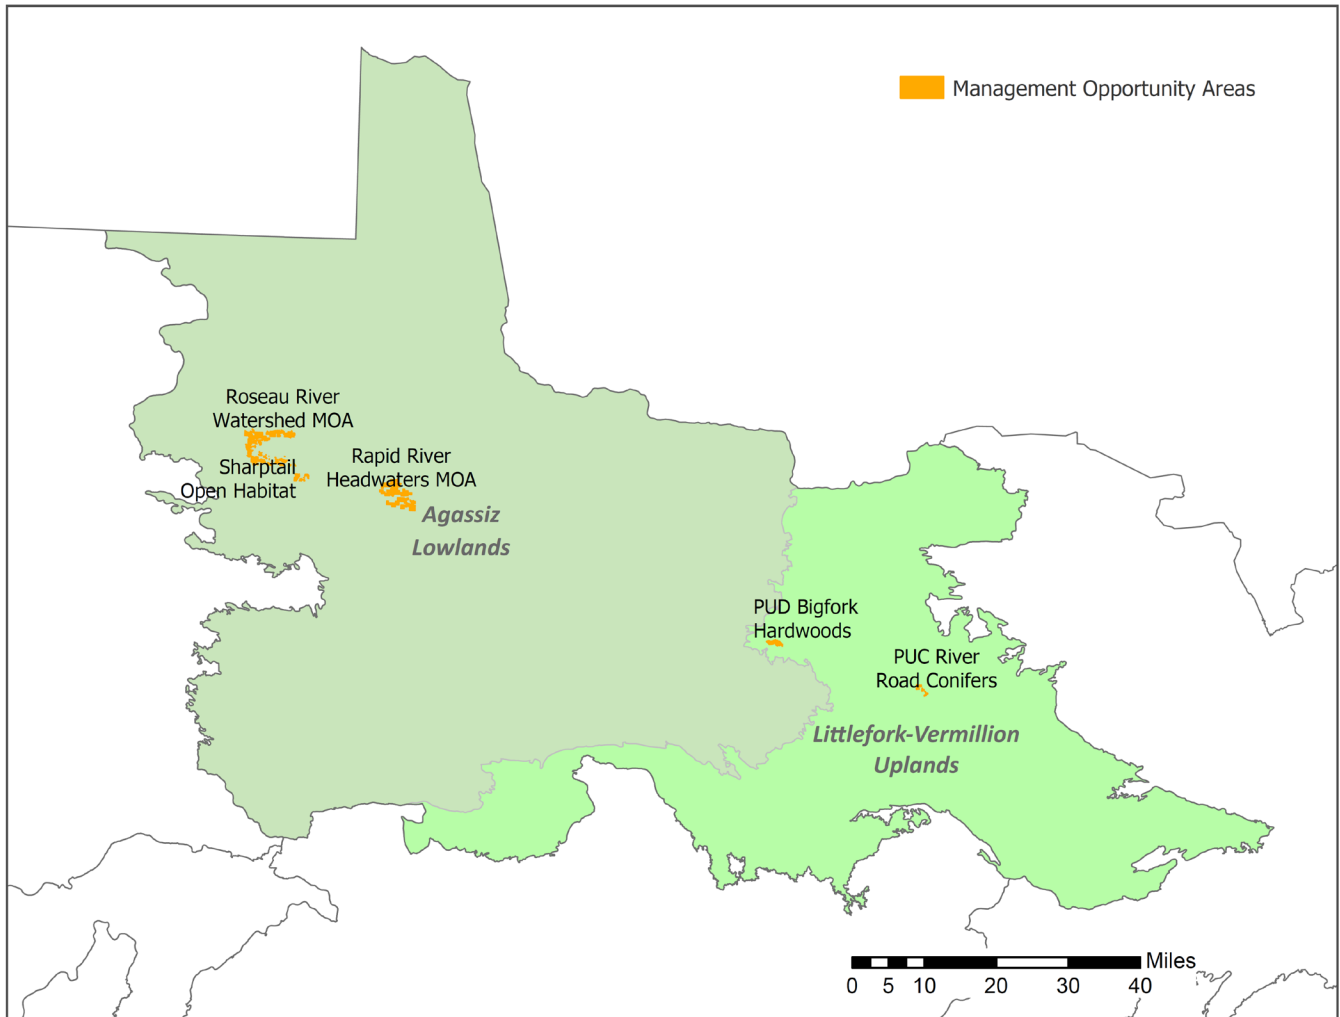 Management Opportunity Areas
Roseau River
Watershed MOA
Sharptail
Open Habitat
Rapid River
Headwaters MOA
Agassiz
Lowlands
PUD Bigfork
Hardwoods
PUC River
Road Conifers
Littlefork-Vermillion
Uplands
Miles
0 5 10 20 30 40